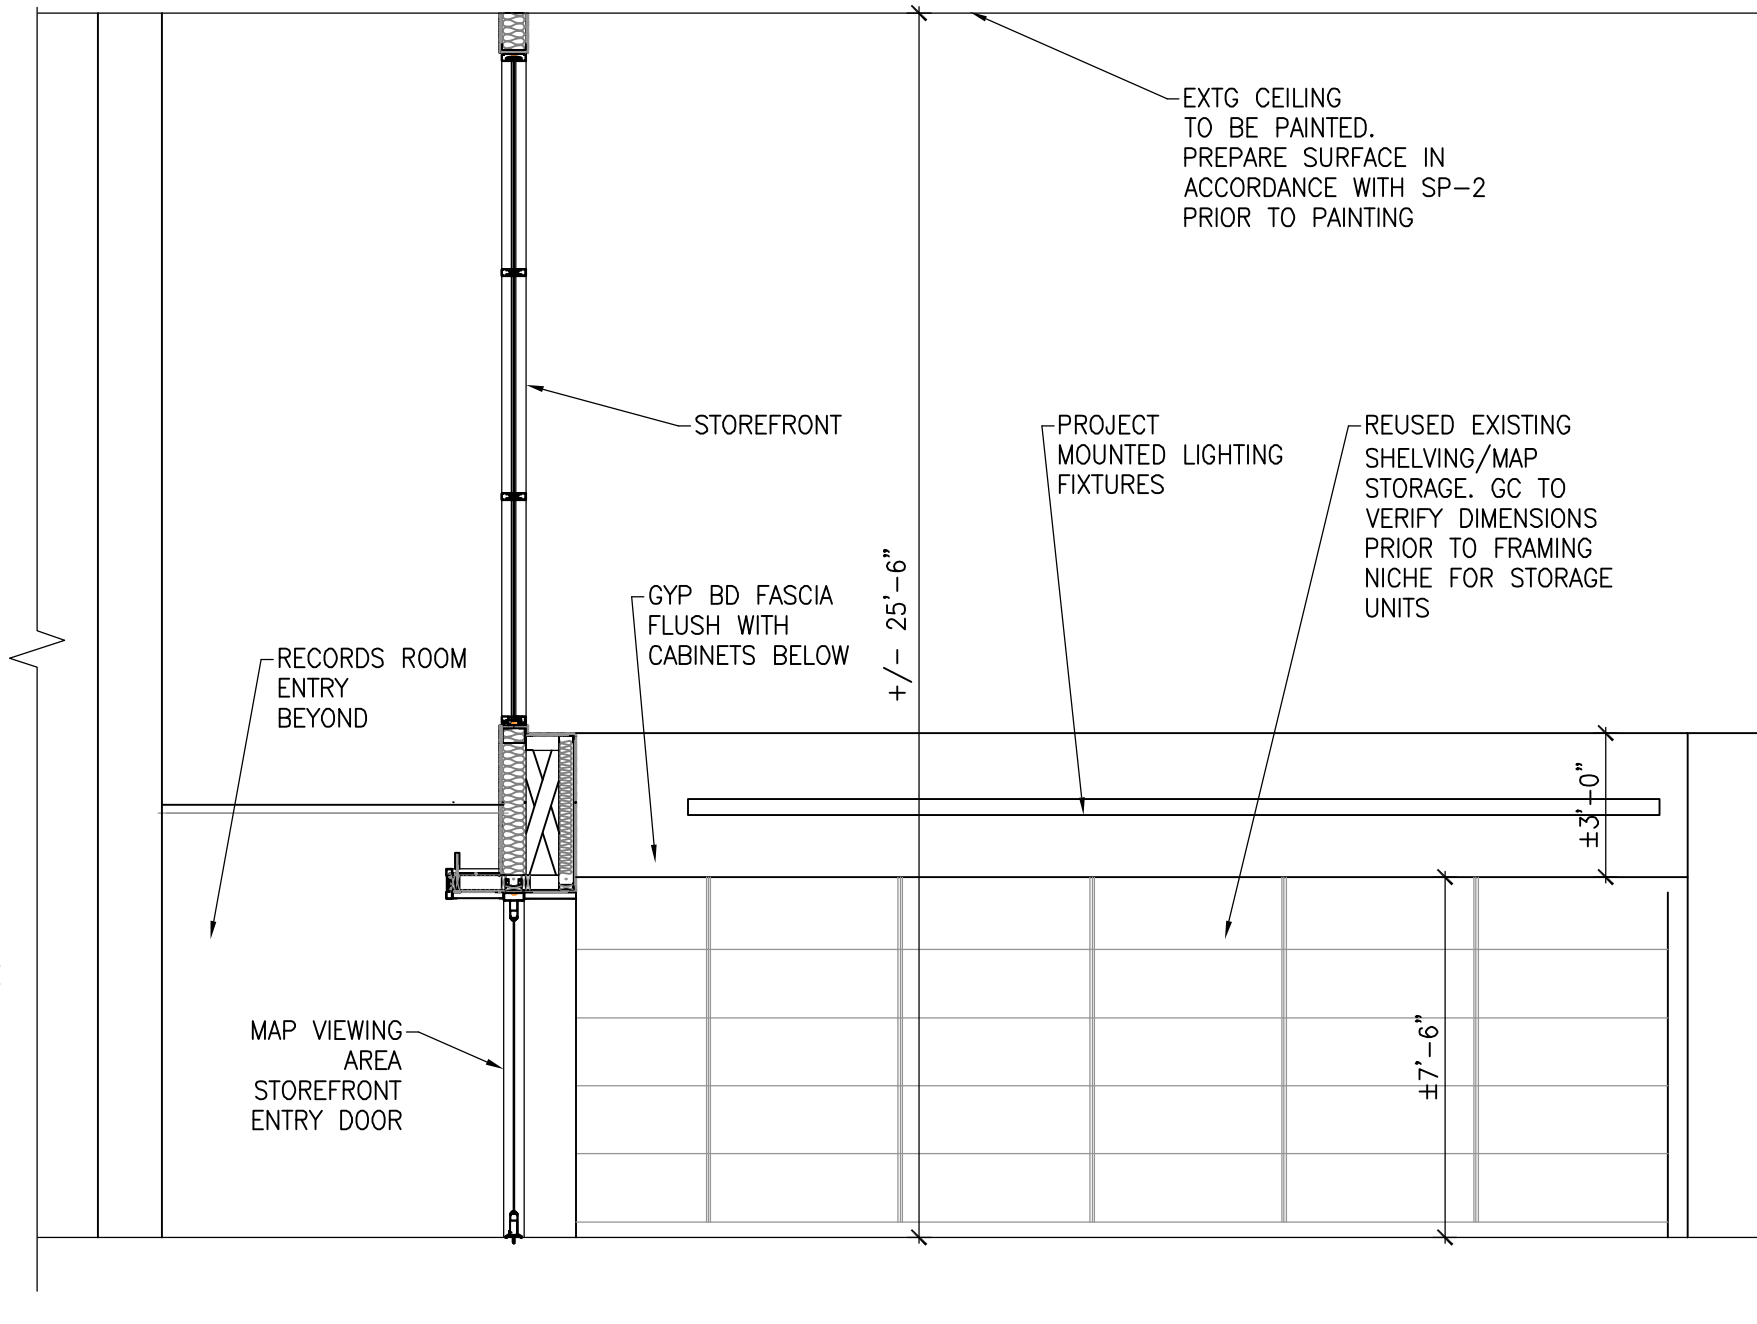 EXTG CEILING
TO BE PAINTED.
PREPARE SURFACE IN
ACCORDANCE WITH SP-2
PRIOR TO PAINTING
STOREFRONT
PROJECT
MOUNTED LIGHTING
FIXTURES
REUSED EXISTING
SHELVING/MAP
STORAGE. GC TO
VERIFY DIMENSIONS
PRIOR TO FRAMING
NICHE FOR STORAGE
UNITS
GYP BD FASCIA
FLUSH WITH
CABINETS BELOW
+/- 25'-6"
RECORDS ROOM
ENTRY
BEYOND
±3'-0"
MAP VIEWING
AREA
STOREFRONT
ENTRY DOOR
±7'-6"